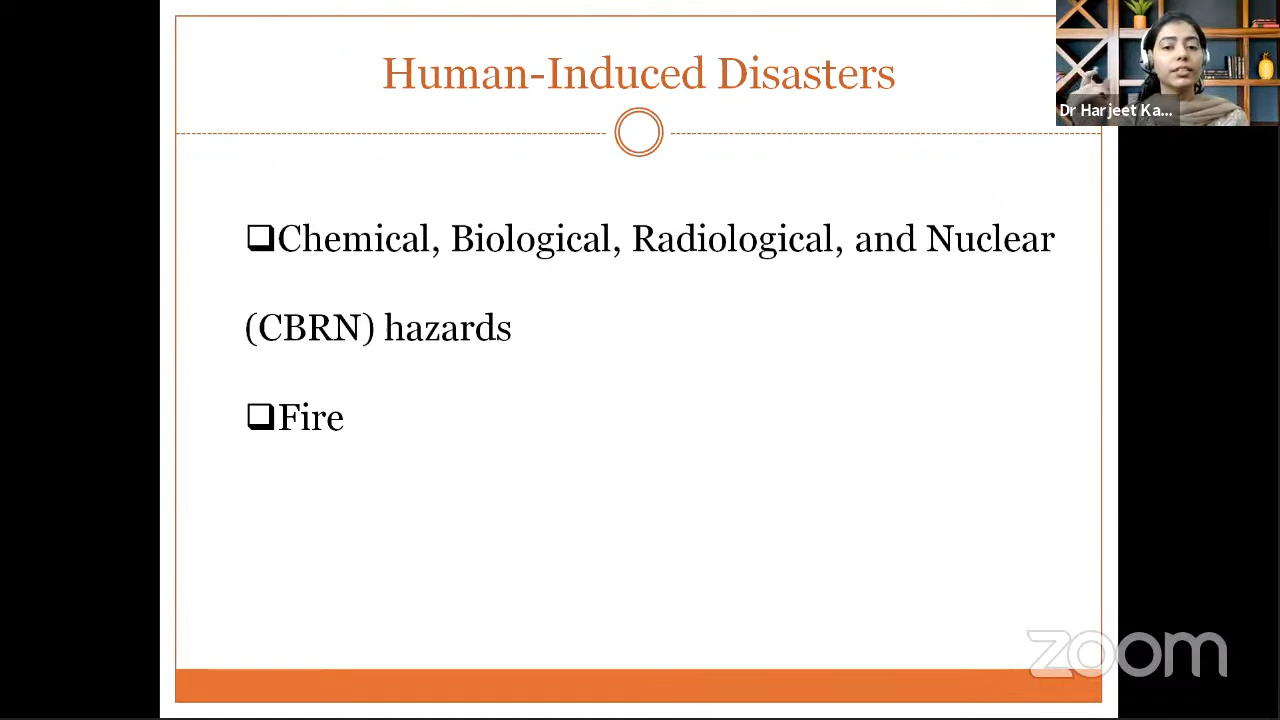 Human-Induced Disasters
Dr Harjeet Ka...
❑Chemical, Biological, Radiological, and Nuclear
(CBRN) hazards
❑Fire
zoom